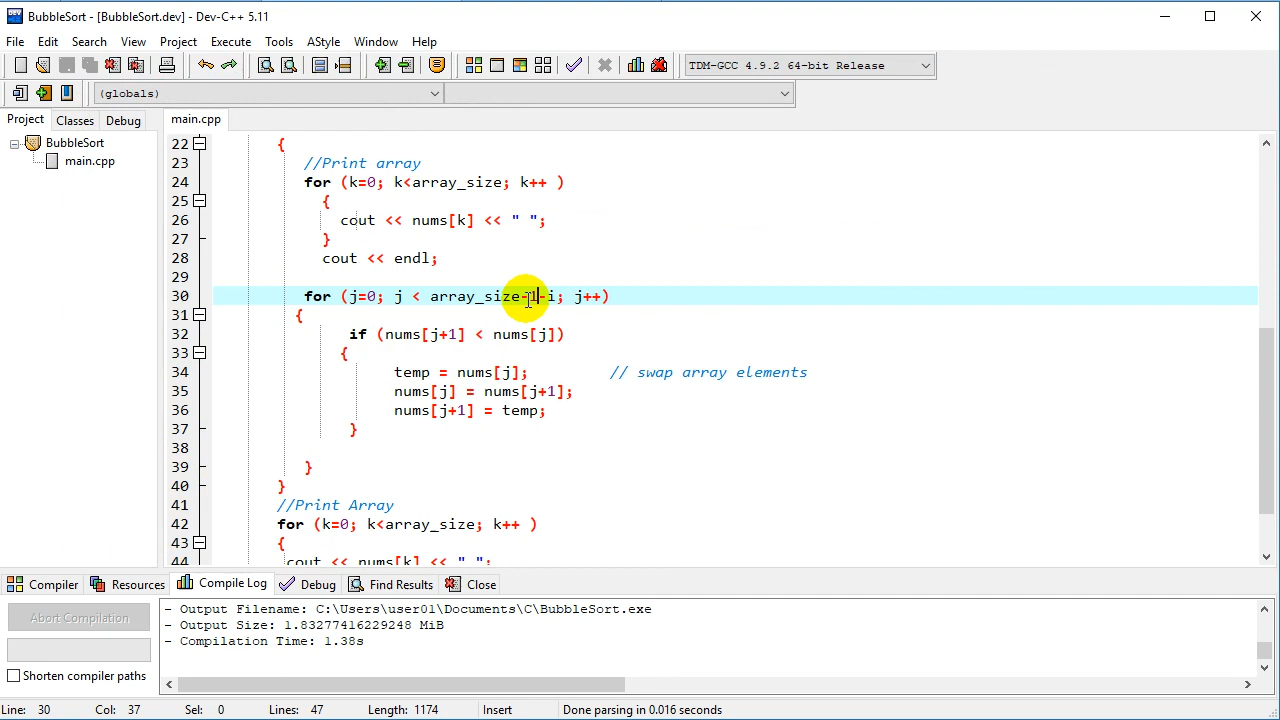 BubbleSort - [BubbleSort.dev] - Dev-C++ 5.11
File Edit Search View Project Execute Tools AStyle Window Help
TDM-GCC 4.9.2 64-bit Release
(globals)
Project Classes Debug
main.cpp
BubbleSort
main.cpp
22 {
23 //Print array
24 for (k=0; k<array_size; k++ )
25 {
26 cout << nums[k] << " ";
27 }
28 cout << endl;
29
30 for (j=0; j < array_size-1-i; j++)
31 {
32 if (nums[j+1] < nums[j])
33 {
34 temp = nums[j]; // swap array elements
35 nums[j] = nums[j+1];
36 nums[j+1] = temp;
37 }
38
39 }
40 }
41 //Print Array
42 for (k=0; k<array_size; k++ )
43 {
44 cout << nums[k] << " ";
Compiler Resources Compile Log Debug Find Results Close
Abort Compilation
Shorten compiler paths
- Output Filename: C:\Users\user01\Documents\C\BubbleSort.exe
- Output Size: 1.83277416229248 MiB
- Compilation Time: 1.38s
Line: 30 Col: 37 Sel: 0 Lines: 47 Length: 1174 Insert Done parsing in 0.016 seconds